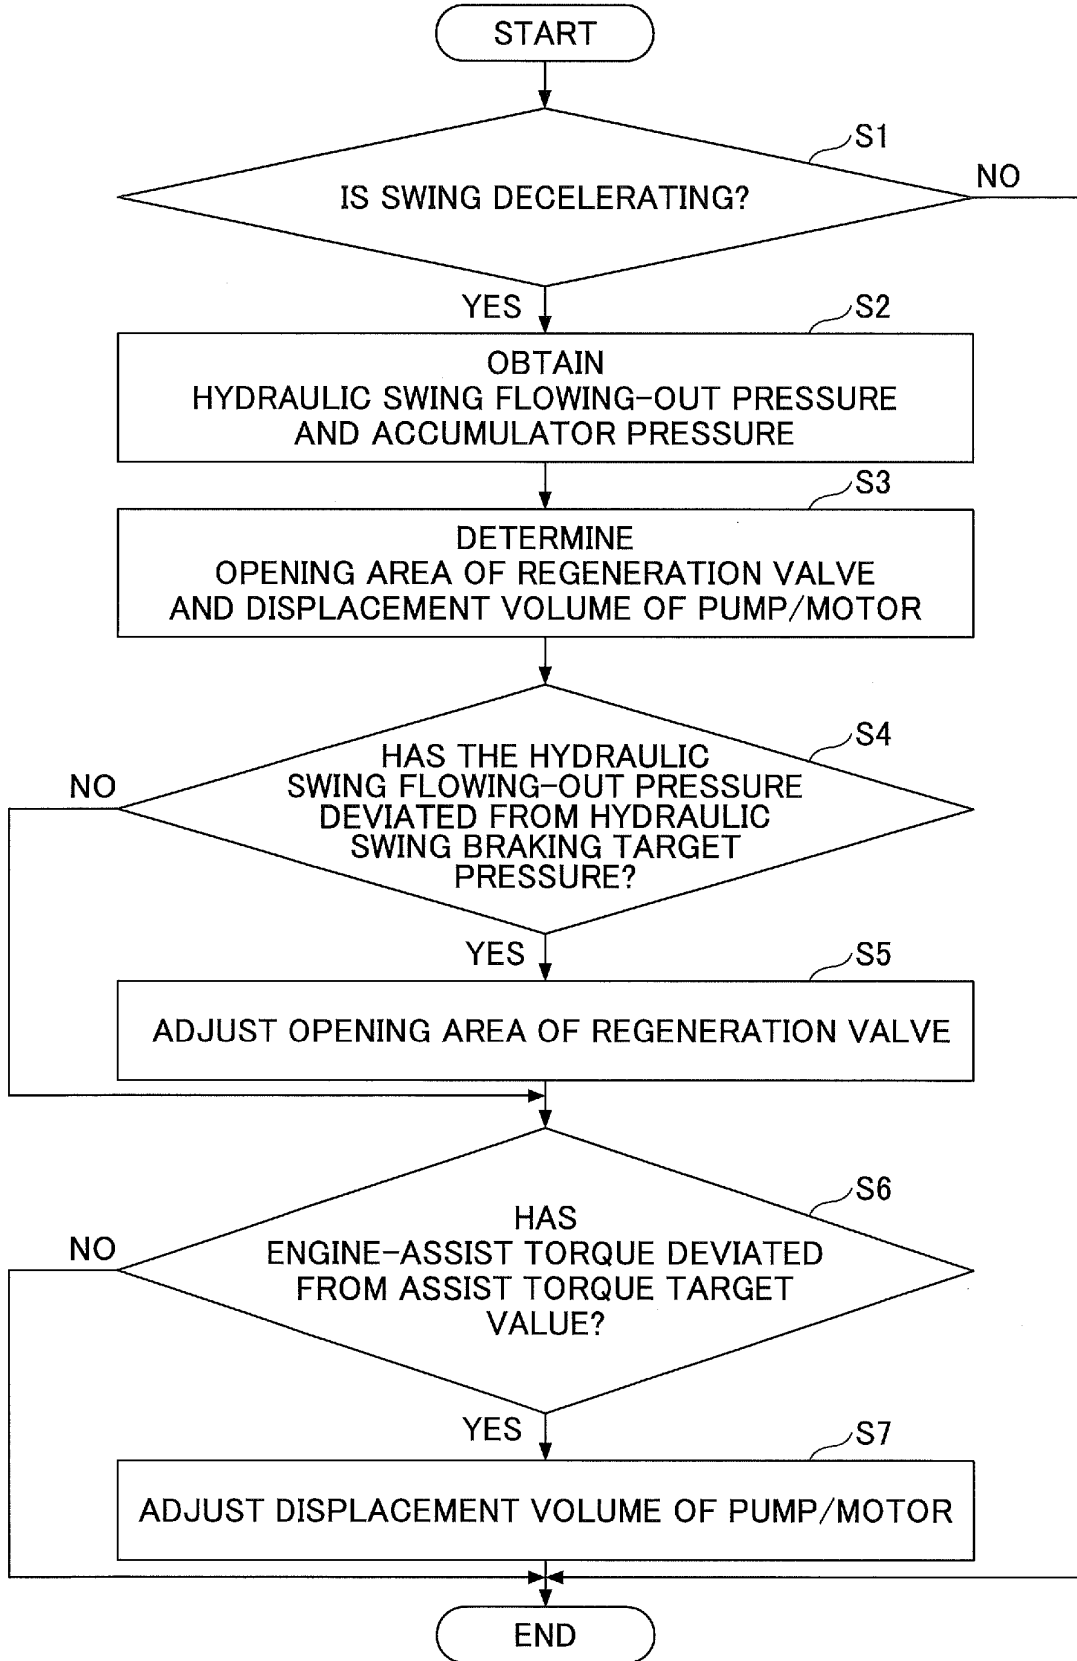 START
S1
IS SWING DECELERATING?
NO
YES
S2
OBTAIN
HYDRAULIC SWING FLOWING-OUT PRESSURE
AND ACCUMULATOR PRESSURE
S3
DETERMINE
OPENING AREA OF REGENERATION VALVE
AND DISPLACEMENT VOLUME OF PUMP/MOTOR
S4
HAS THE HYDRAULIC
SWING FLOWING-OUT PRESSURE
DEVIATED FROM HYDRAULIC
SWING BRAKING TARGET
PRESSURE?
NO
YES
S5
ADJUST OPENING AREA OF REGENERATION VALVE
S6
HAS
ENGINE-ASSIST TORQUE DEVIATED
FROM ASSIST TORQUE TARGET
VALUE?
NO
YES
S7
ADJUST DISPLACEMENT VOLUME OF PUMP/MOTOR
END